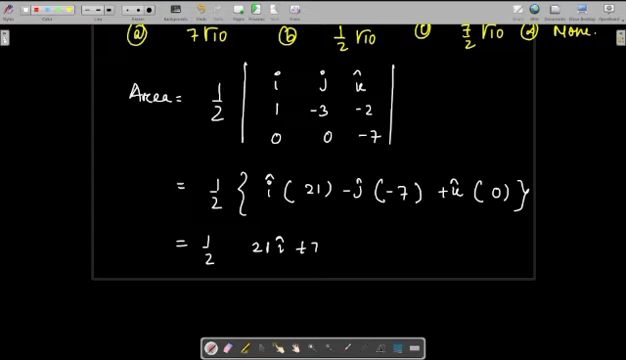 (a) 7√10 (b) 1/2 √10 (c) 7/2 √10 (d) None.
Area = 1/2 | î ĵ k̂ |
| 1 -3 -2 |
| 0 0 -7 |
= 1/2 { î (21) - ĵ (-7) + k̂ (0) }
= 1/2 21 î + 7